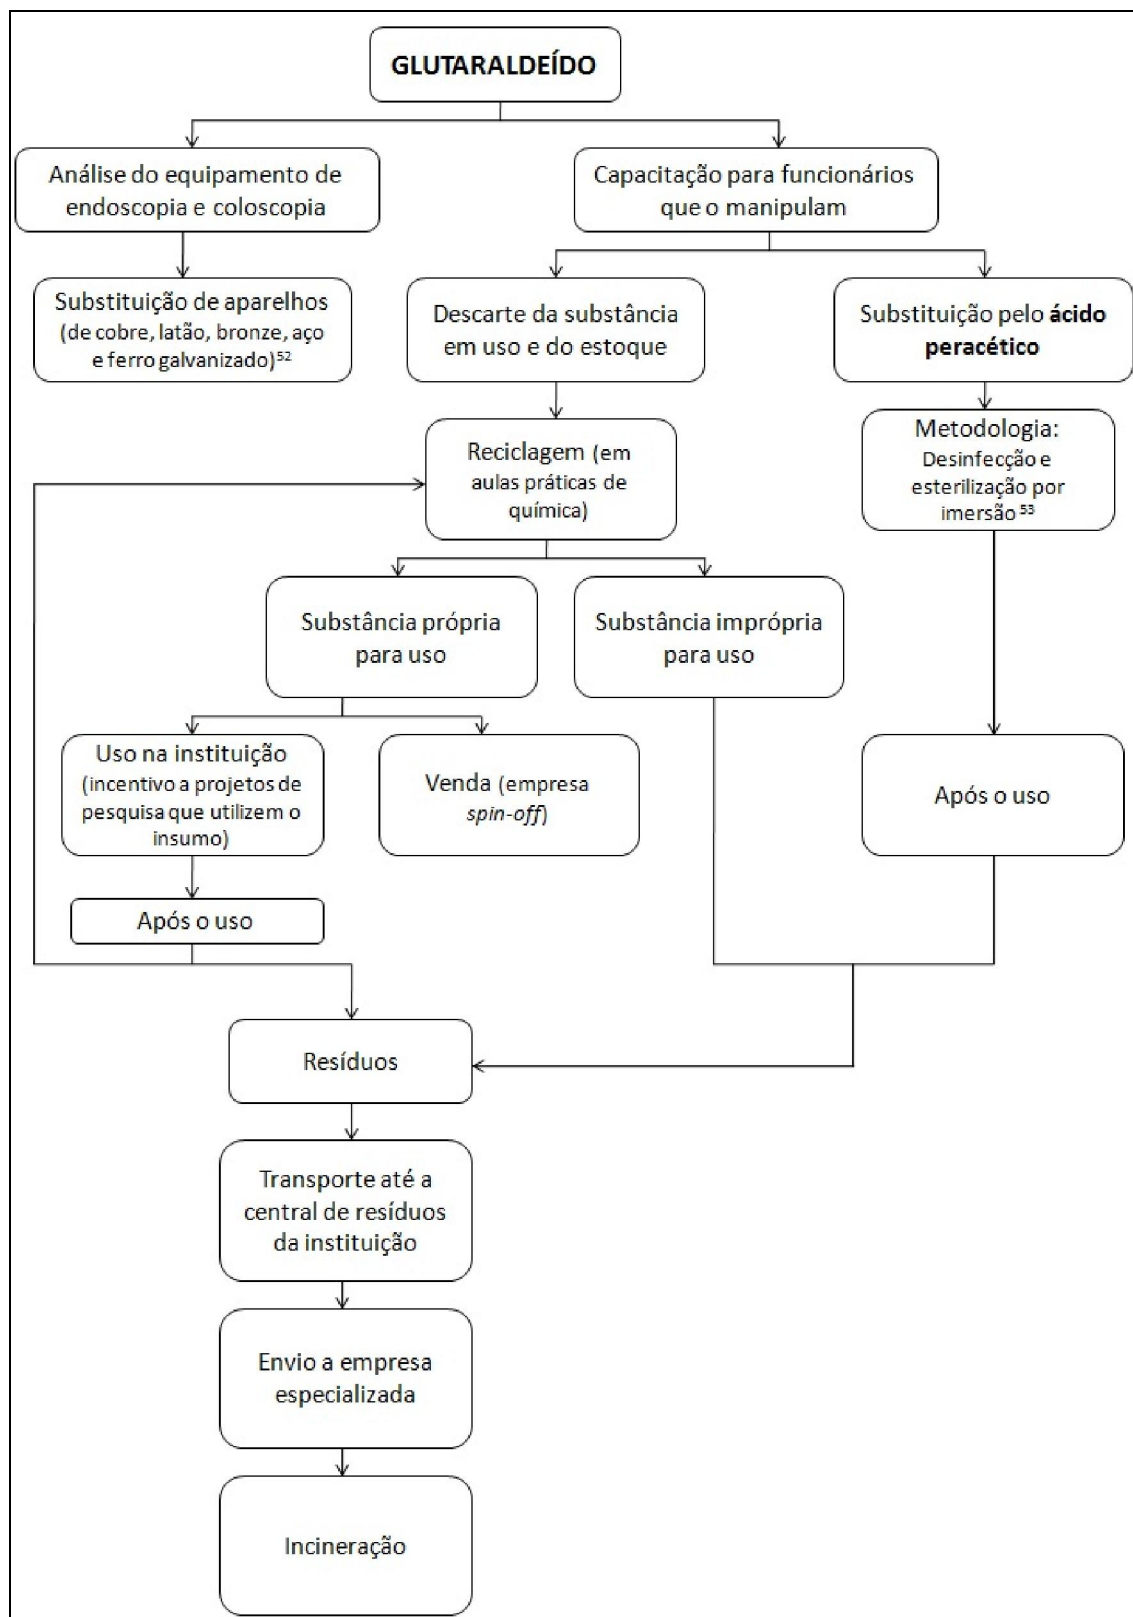 GLUTARALDEÍDO
Análise do equipamento de
endoscopia e coloscopia
Capacitação para funcionários
que o manipulam
Substituição de aparelhos
(de cobre, latão, bronze, aço
e ferro galvanizado)52
Descarte da substância
em uso e do estoque
Substituição pelo ácido
peracético
Reciclagem (em
aulas práticas de
química)
Metodologia:
Desinfecção e
esterilização por
imersão 53
Substância própria
para uso
Substância imprópria
para uso
Uso na instituição
(incentivo a projetos de
pesquisa que utilizem o
insumo)
Venda (empresa
spin-off)
Após o uso
Após o uso
Resíduos
Transporte até a
central de resíduos
da instituição
Envio a empresa
especializada
Incineração